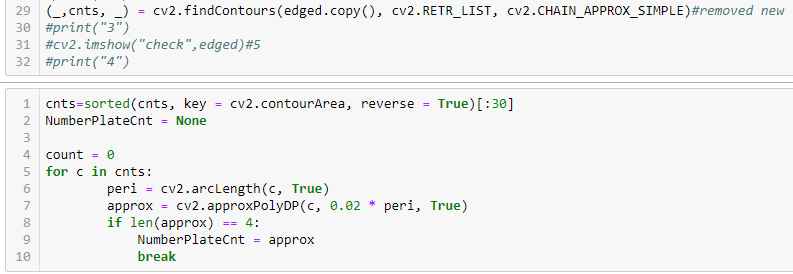 29 (_,cnts, _) = cv2.findContours(edged.copy(), cv2.RETR_LIST, cv2.CHAIN_APPROX_SIMPLE)#removed new
30 #print("3")
31 #cv2.imshow("check",edged)#5
32 #print("4")
1 cnts=sorted(cnts, key = cv2.contourArea, reverse = True)[:30]
2 NumberPlateCnt = None
3
4 count = 0
5 for c in cnts:
6         peri = cv2.arcLength(c, True)
7         approx = cv2.approxPolyDP(c, 0.02 * peri, True)
8         if len(approx) == 4:
9             NumberPlateCnt = approx
10             break